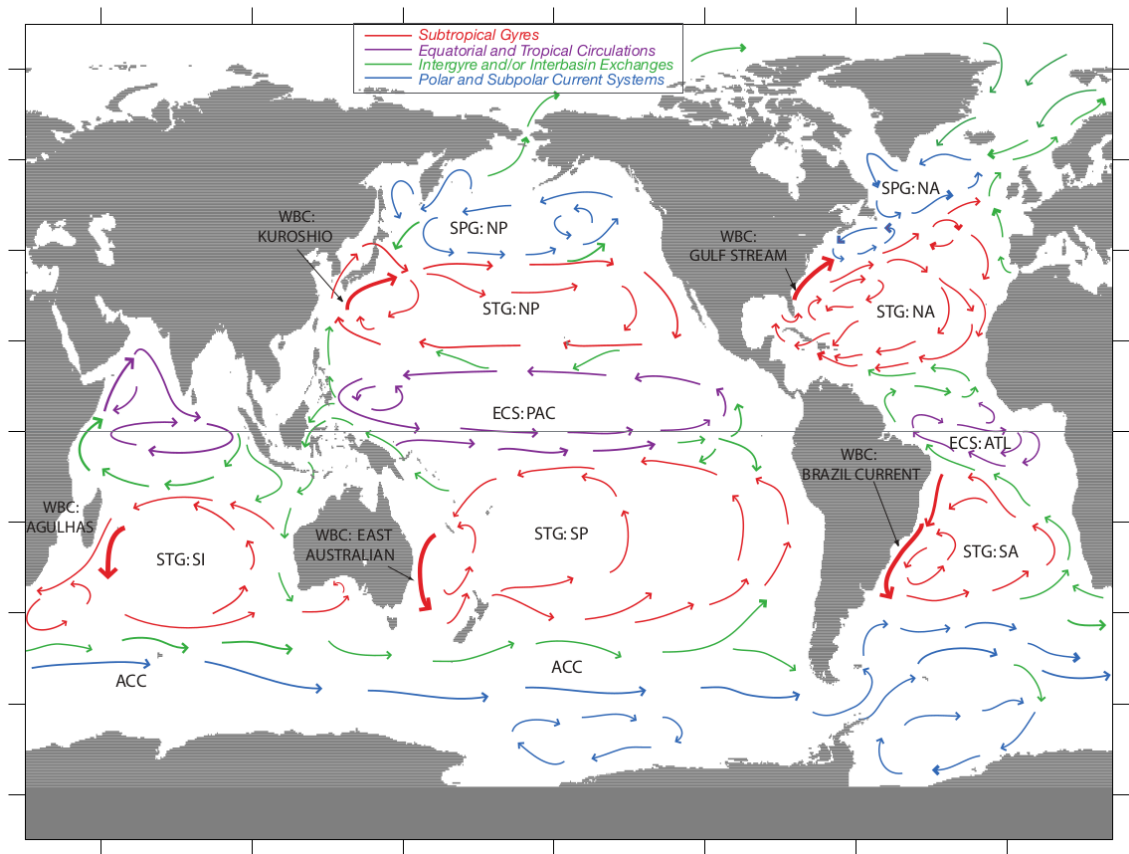 Subtropical Gyres
Equatorial and Tropical Circulations
Intergyre and/or Interbasin Exchanges
Polar and Subpolar Current Systems
SPG: NA
WBC:
KUROSHIO
SPG: NP
WBC:
GULF STREAM
STG: NP
STG: NA
ECS: PAC
ECS: ATL
WBC:
BRAZIL CURRENT
WBC:
AGULHAS
WBC: EAST
AUSTRALIAN
STG: SP
STG: SI
STG: SA
ACC
ACC